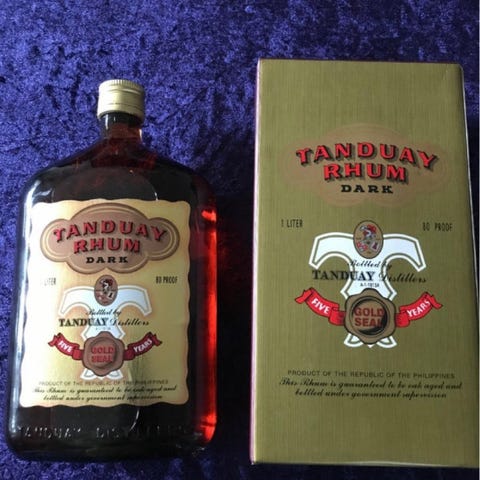 TANDUAY
RHUM
DARK
LITER 80 PROOF
Bottled by
TANDUAY Distillers
FIVE YEARS
GOLD
SEAL
PRODUCT OF THE REPUBLIC OF THE PHILIPPINES
This Rhum is guaranteed to be oak aged and
bottled under government supervision
TANDUAY
TANDUAY
RHUM
DARK
1 LITER 80 PROOF
Bottled by
TANDUAY Distillers
FIVE YEARS
GOLD
SEAL
PRODUCT OF THE REPUBLIC OF THE PHILIPPINES
This Rhum is guaranteed to be oak aged and
bottled under government supervision